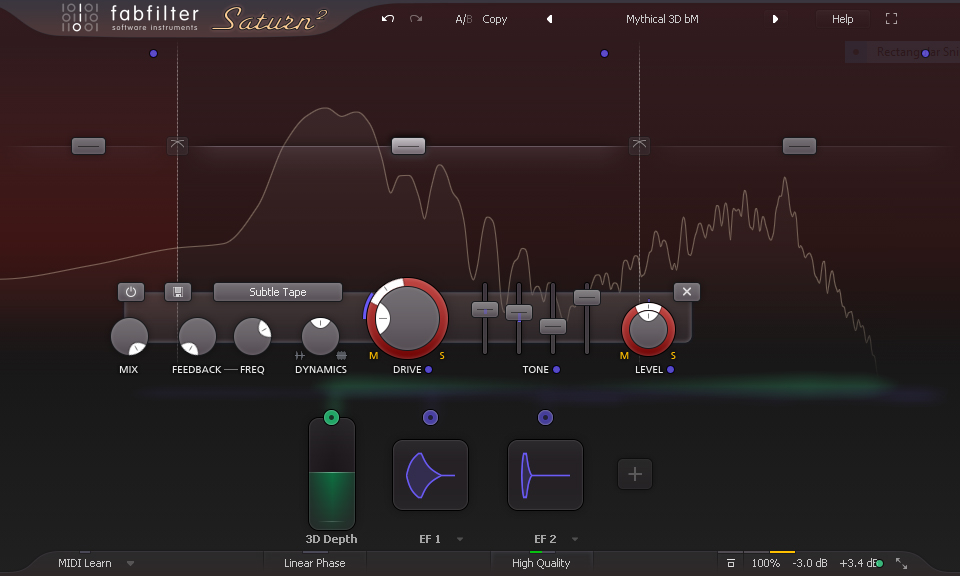 fabfilter
software instruments
Saturn 2
A/B Copy
Mythical 3D bM
Help
Rectangular Sni
Subtle Tape
M S
M S
MIX FEEDBACK FREQ DYNAMICS DRIVE TONE LEVEL
3D Depth EF 1 EF 2
MIDI Learn Linear Phase High Quality 100% -3.0 dB +3.4 dB